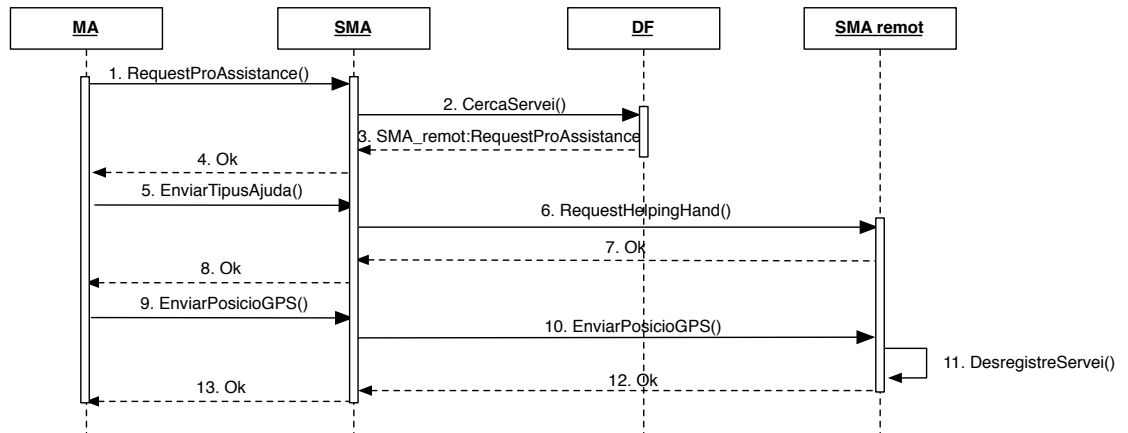 MA
SMA
DF
SMA remot
1. RequestProAssistance()
2. CercaServei()
3. SMA_remot:RequestProAssistance
4. Ok
5. EnviarTipusAjuda()
6. RequestHelpingHand()
7. Ok
8. Ok
9. EnviarPosicioGPS()
10. EnviarPosicioGPS()
11. DesregistreServei()
12. Ok
13. Ok